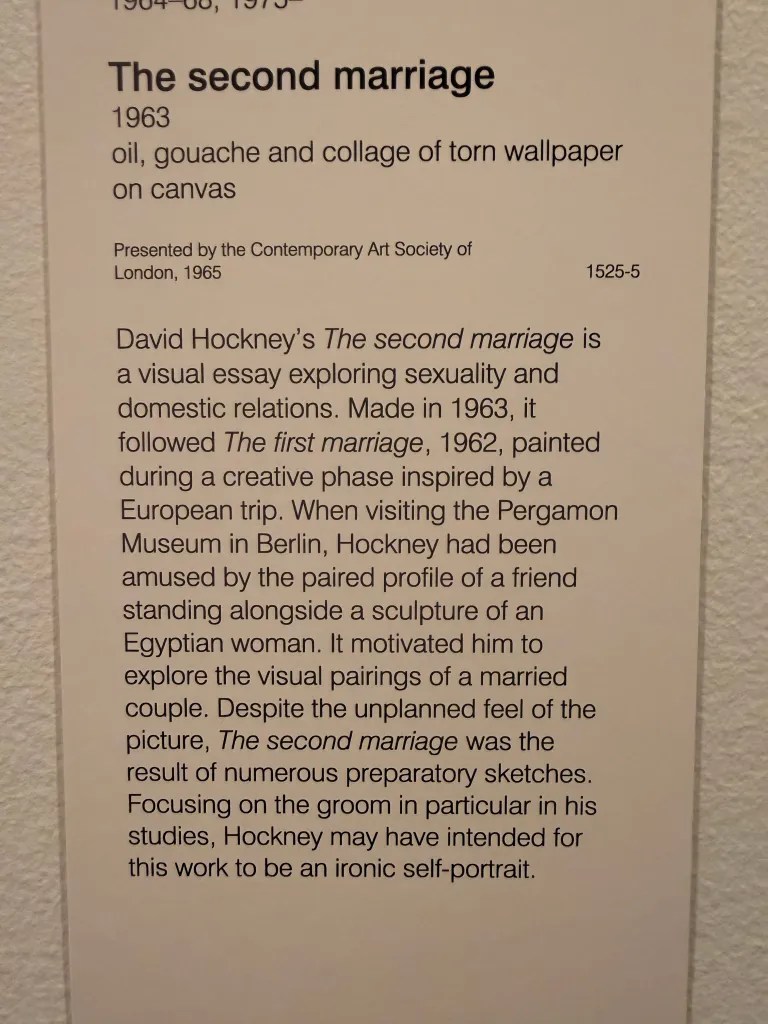 1964–68, 1975–
The second marriage
1963
oil, gouache and collage of torn wallpaper
on canvas
Presented by the Contemporary Art Society of
London, 1965
1525-5
David Hockney’s The second marriage is
a visual essay exploring sexuality and
domestic relations. Made in 1963, it
followed The first marriage, 1962, painted
during a creative phase inspired by a
European trip. When visiting the Pergamon
Museum in Berlin, Hockney had been
amused by the paired profile of a friend
standing alongside a sculpture of an
Egyptian woman. It motivated him to
explore the visual pairings of a married
couple. Despite the unplanned feel of the
picture, The second marriage was the
result of numerous preparatory sketches.
Focusing on the groom in particular in his
studies, Hockney may have intended for
this work to be an ironic self-portrait.